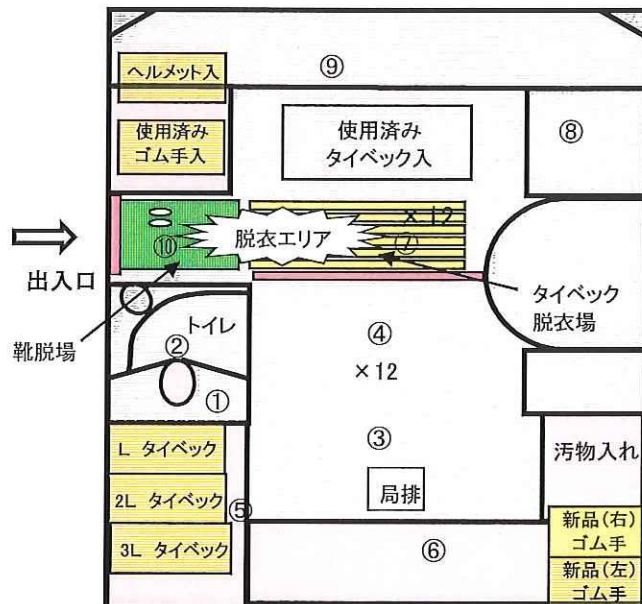 ⑨
ヘルメット入
使用済み
ゴム手入
使用済み
タイベック入
⑧
×12
脱衣エリア
⑩
⑦
出入口
タイベック
脱衣場
靴脱場
トイレ
②
①
④
×12
③
局排
L タイベック
2L タイベック
3L タイベック
⑤
⑥
汚物入れ
新品(右)
ゴム手
新品(左)
ゴム手